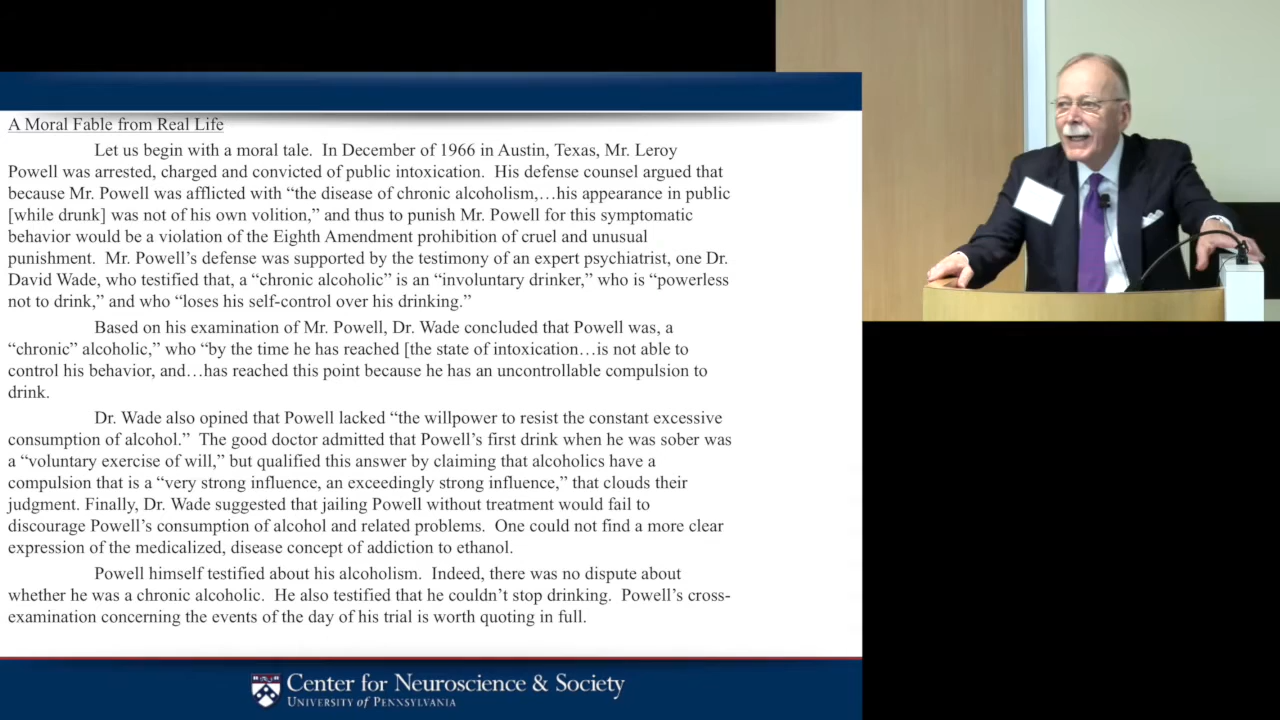 A Moral Fable from Real Life
Let us begin with a moral tale.  In December of 1966 in Austin, Texas, Mr. Leroy
Powell was arrested, charged and convicted of public intoxication.  His defense counsel argued that
because Mr. Powell was afflicted with “the disease of chronic alcoholism,…his appearance in public
[while drunk] was not of his own volition,” and thus to punish Mr. Powell for this symptomatic
behavior would be a violation of the Eighth Amendment prohibition of cruel and unusual
punishment.  Mr. Powell’s defense was supported by the testimony of an expert psychiatrist, one Dr.
David Wade, who testified that, a “chronic alcoholic” is an “involuntary drinker,” who is “powerless
not to drink,” and who “loses his self-control over his drinking.”
Based on his examination of Mr. Powell, Dr. Wade concluded that Powell was, a
“chronic” alcoholic,” who “by the time he has reached [the state of intoxication…is not able to
control his behavior, and…has reached this point because he has an uncontrollable compulsion to
drink.
Dr. Wade also opined that Powell lacked “the willpower to resist the constant excessive
consumption of alcohol.”  The good doctor admitted that Powell’s first drink when he was sober was
a “voluntary exercise of will,” but qualified this answer by claiming that alcoholics have a
compulsion that is a “very strong influence, an exceedingly strong influence,” that clouds their
judgment. Finally, Dr. Wade suggested that jailing Powell without treatment would fail to
discourage Powell’s consumption of alcohol and related problems.  One could not find a more clear
expression of the medicalized, disease concept of addiction to ethanol.
Powell himself testified about his alcoholism.  Indeed, there was no dispute about
whether he was a chronic alcoholic.  He also testified that he couldn’t stop drinking.  Powell’s cross-
examination concerning the events of the day of his trial is worth quoting in full.
Center for Neuroscience & Society
UNIVERSITY of PENNSYLVANIA